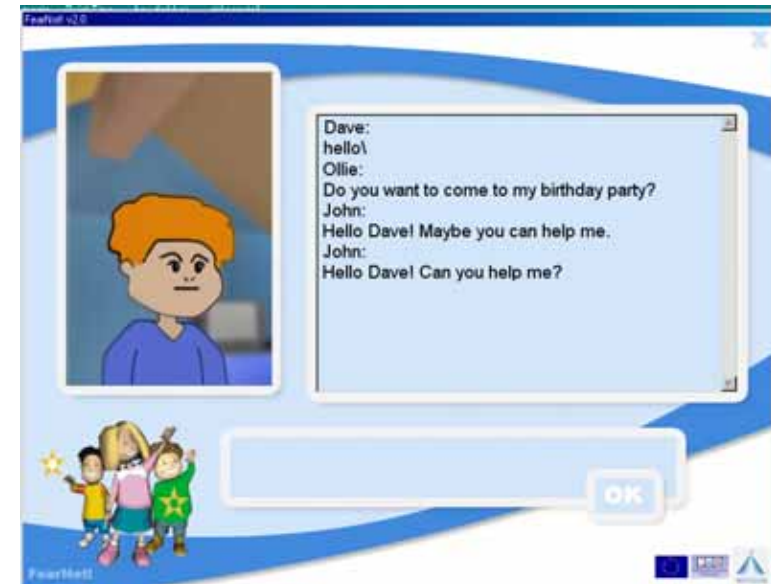 FearNot! v2.0
Dave:
hello\
Ollie:
Do you want to come to my birthday party?
John:
Hello Dave! Maybe you can help me.
John:
Hello Dave! Can you help me?
OK
FearNot!